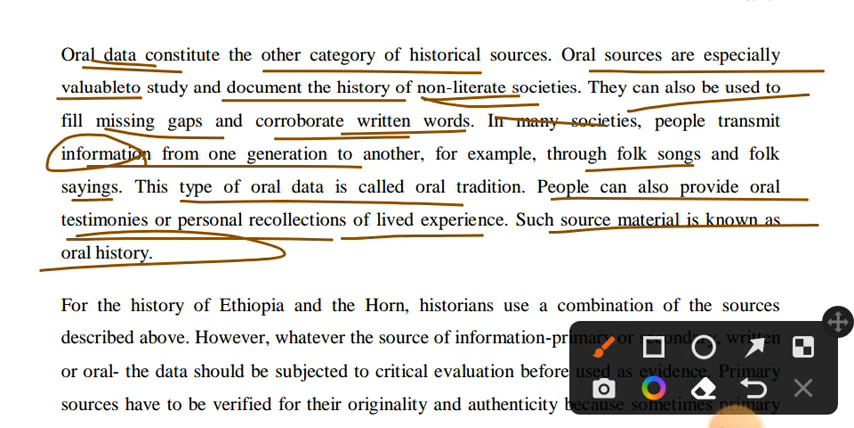 Oral data constitute the other category of historical sources. Oral sources are especially
valuableto study and document the history of non-literate societies. They can also be used to
fill missing gaps and corroborate written words. In many societies, people transmit
information from one generation to another, for example, through folk songs and folk
sayings. This type of oral data is called oral tradition. People can also provide oral
testimonies or personal recollections of lived experience. Such source material is known as
oral history.
For the history of Ethiopia and the Horn, historians use a combination of the sources
described above. However, whatever the source of information-primary or secondary, written
or oral- the data should be subjected to critical evaluation before used as evidence. Primary
sources have to be verified for their originality and authenticity because sometimes primary